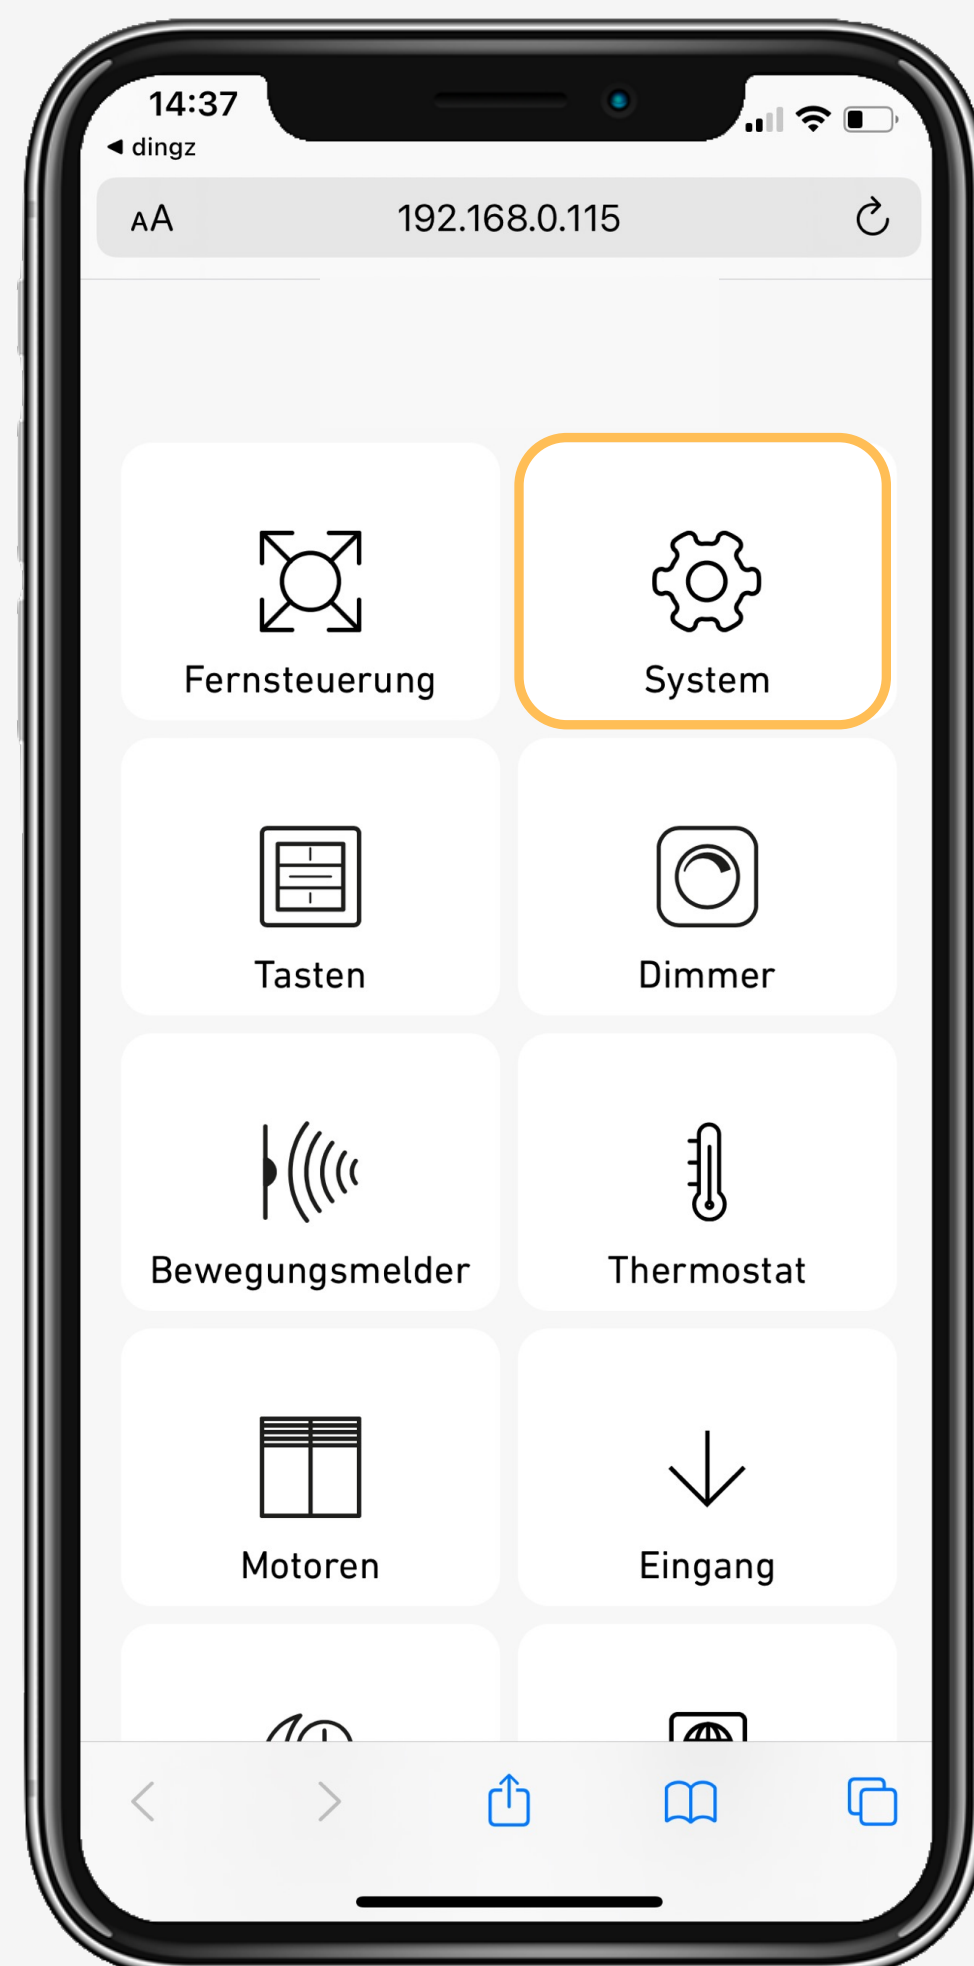 14:37
◀ dingz
AA
192.168.0.115
Fernsteuerung
System
Tasten
Dimmer
Bewegungsmelder
Thermostat
Motoren
Eingang